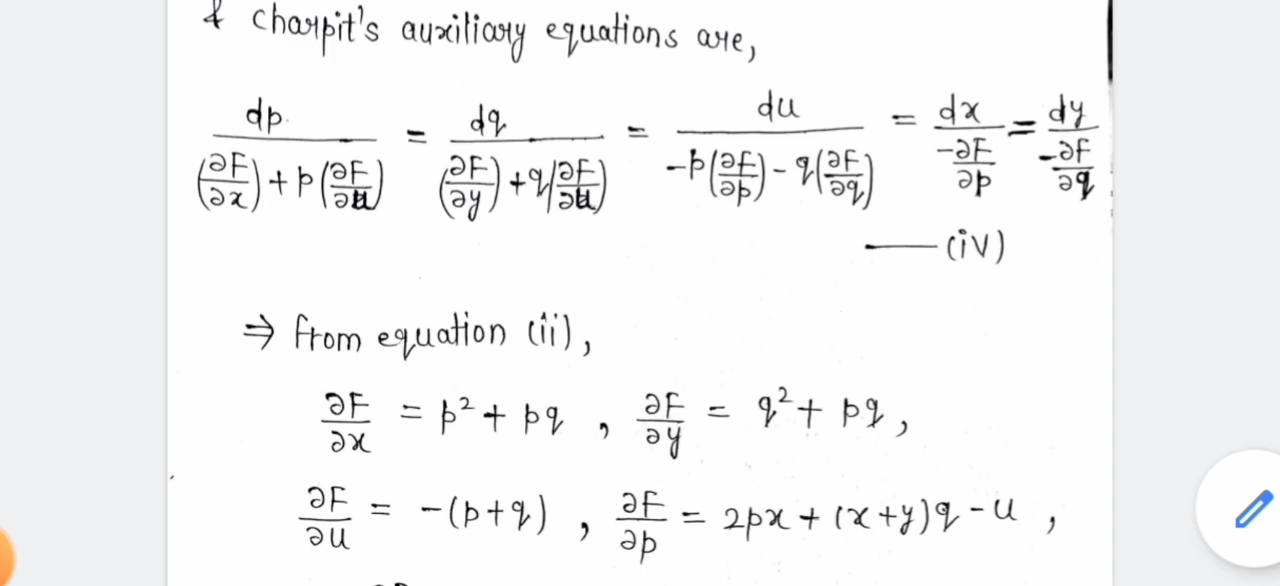 & charpit's auxiliary equations are,
dp / ((∂F/∂x) + p(∂F/∂u)) = dq / ((∂F/∂y) + q(∂F/∂u)) = du / (-p(∂F/∂p) - q(∂F/∂q)) = dx / (-∂F/∂p) = dy / (-∂F/∂q)
—(iv)
⇒ from equation (ii),
∂F/∂x = p² + pq , ∂F/∂y = q² + pq ,
∂F/∂u = -(p+q) , ∂F/∂p = 2px + (x+y)q - u ,